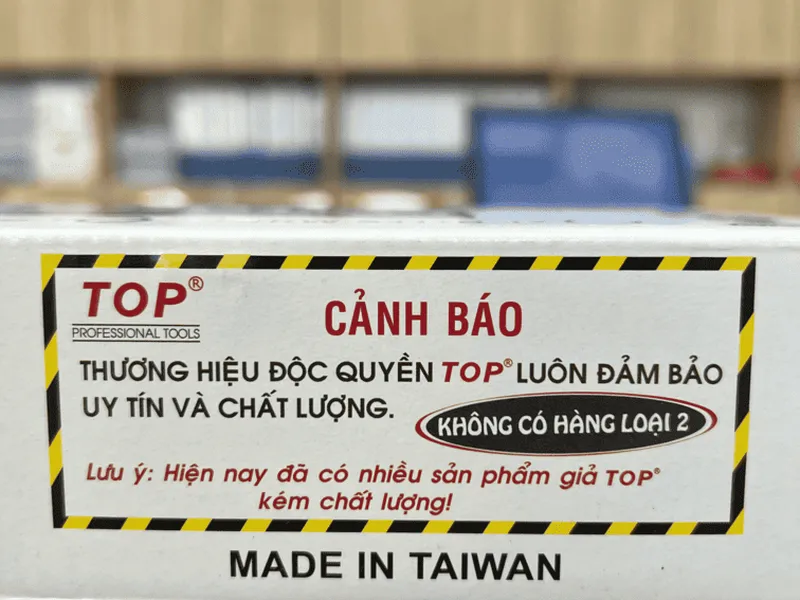 TOP®
PROFESSIONAL TOOLS
CẢNH BÁO
THƯƠNG HIỆU ĐỘC QUYỀN TOP® LUÔN ĐẢM BẢO
UY TÍN VÀ CHẤT LƯỢNG.
KHÔNG CÓ HÀNG LOẠI 2
Lưu ý: Hiện nay đã có nhiều sản phẩm giả TOP®
kém chất lượng!
MADE IN TAIWAN